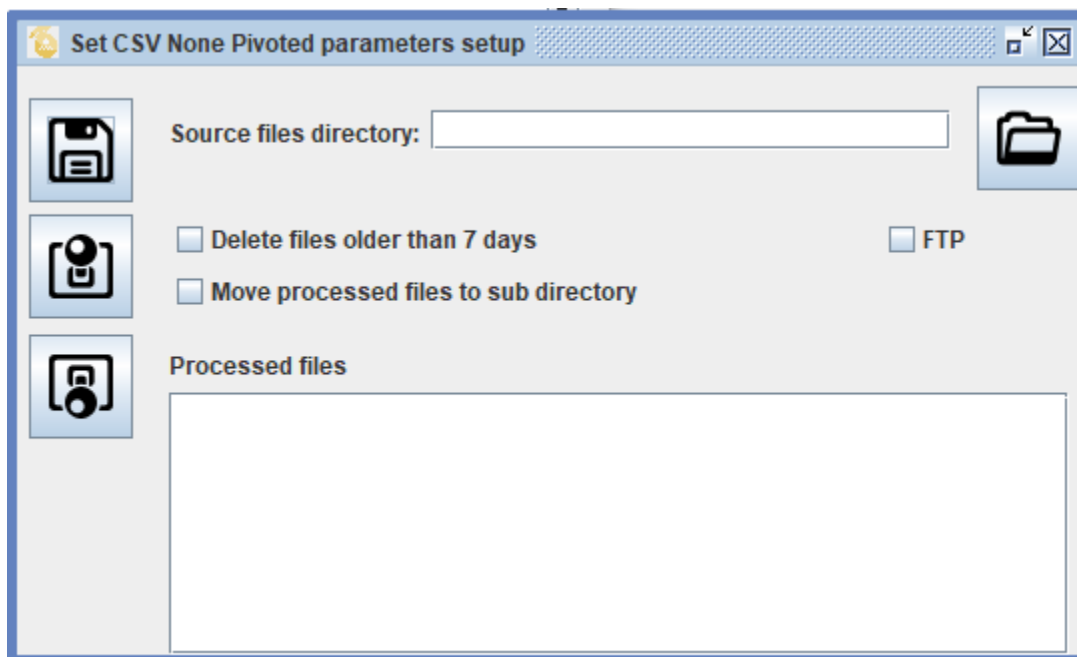 Set CSV None Pivoted parameters setup
Source files directory:
Delete files older than 7 days
FTP
Move processed files to sub directory
Processed files